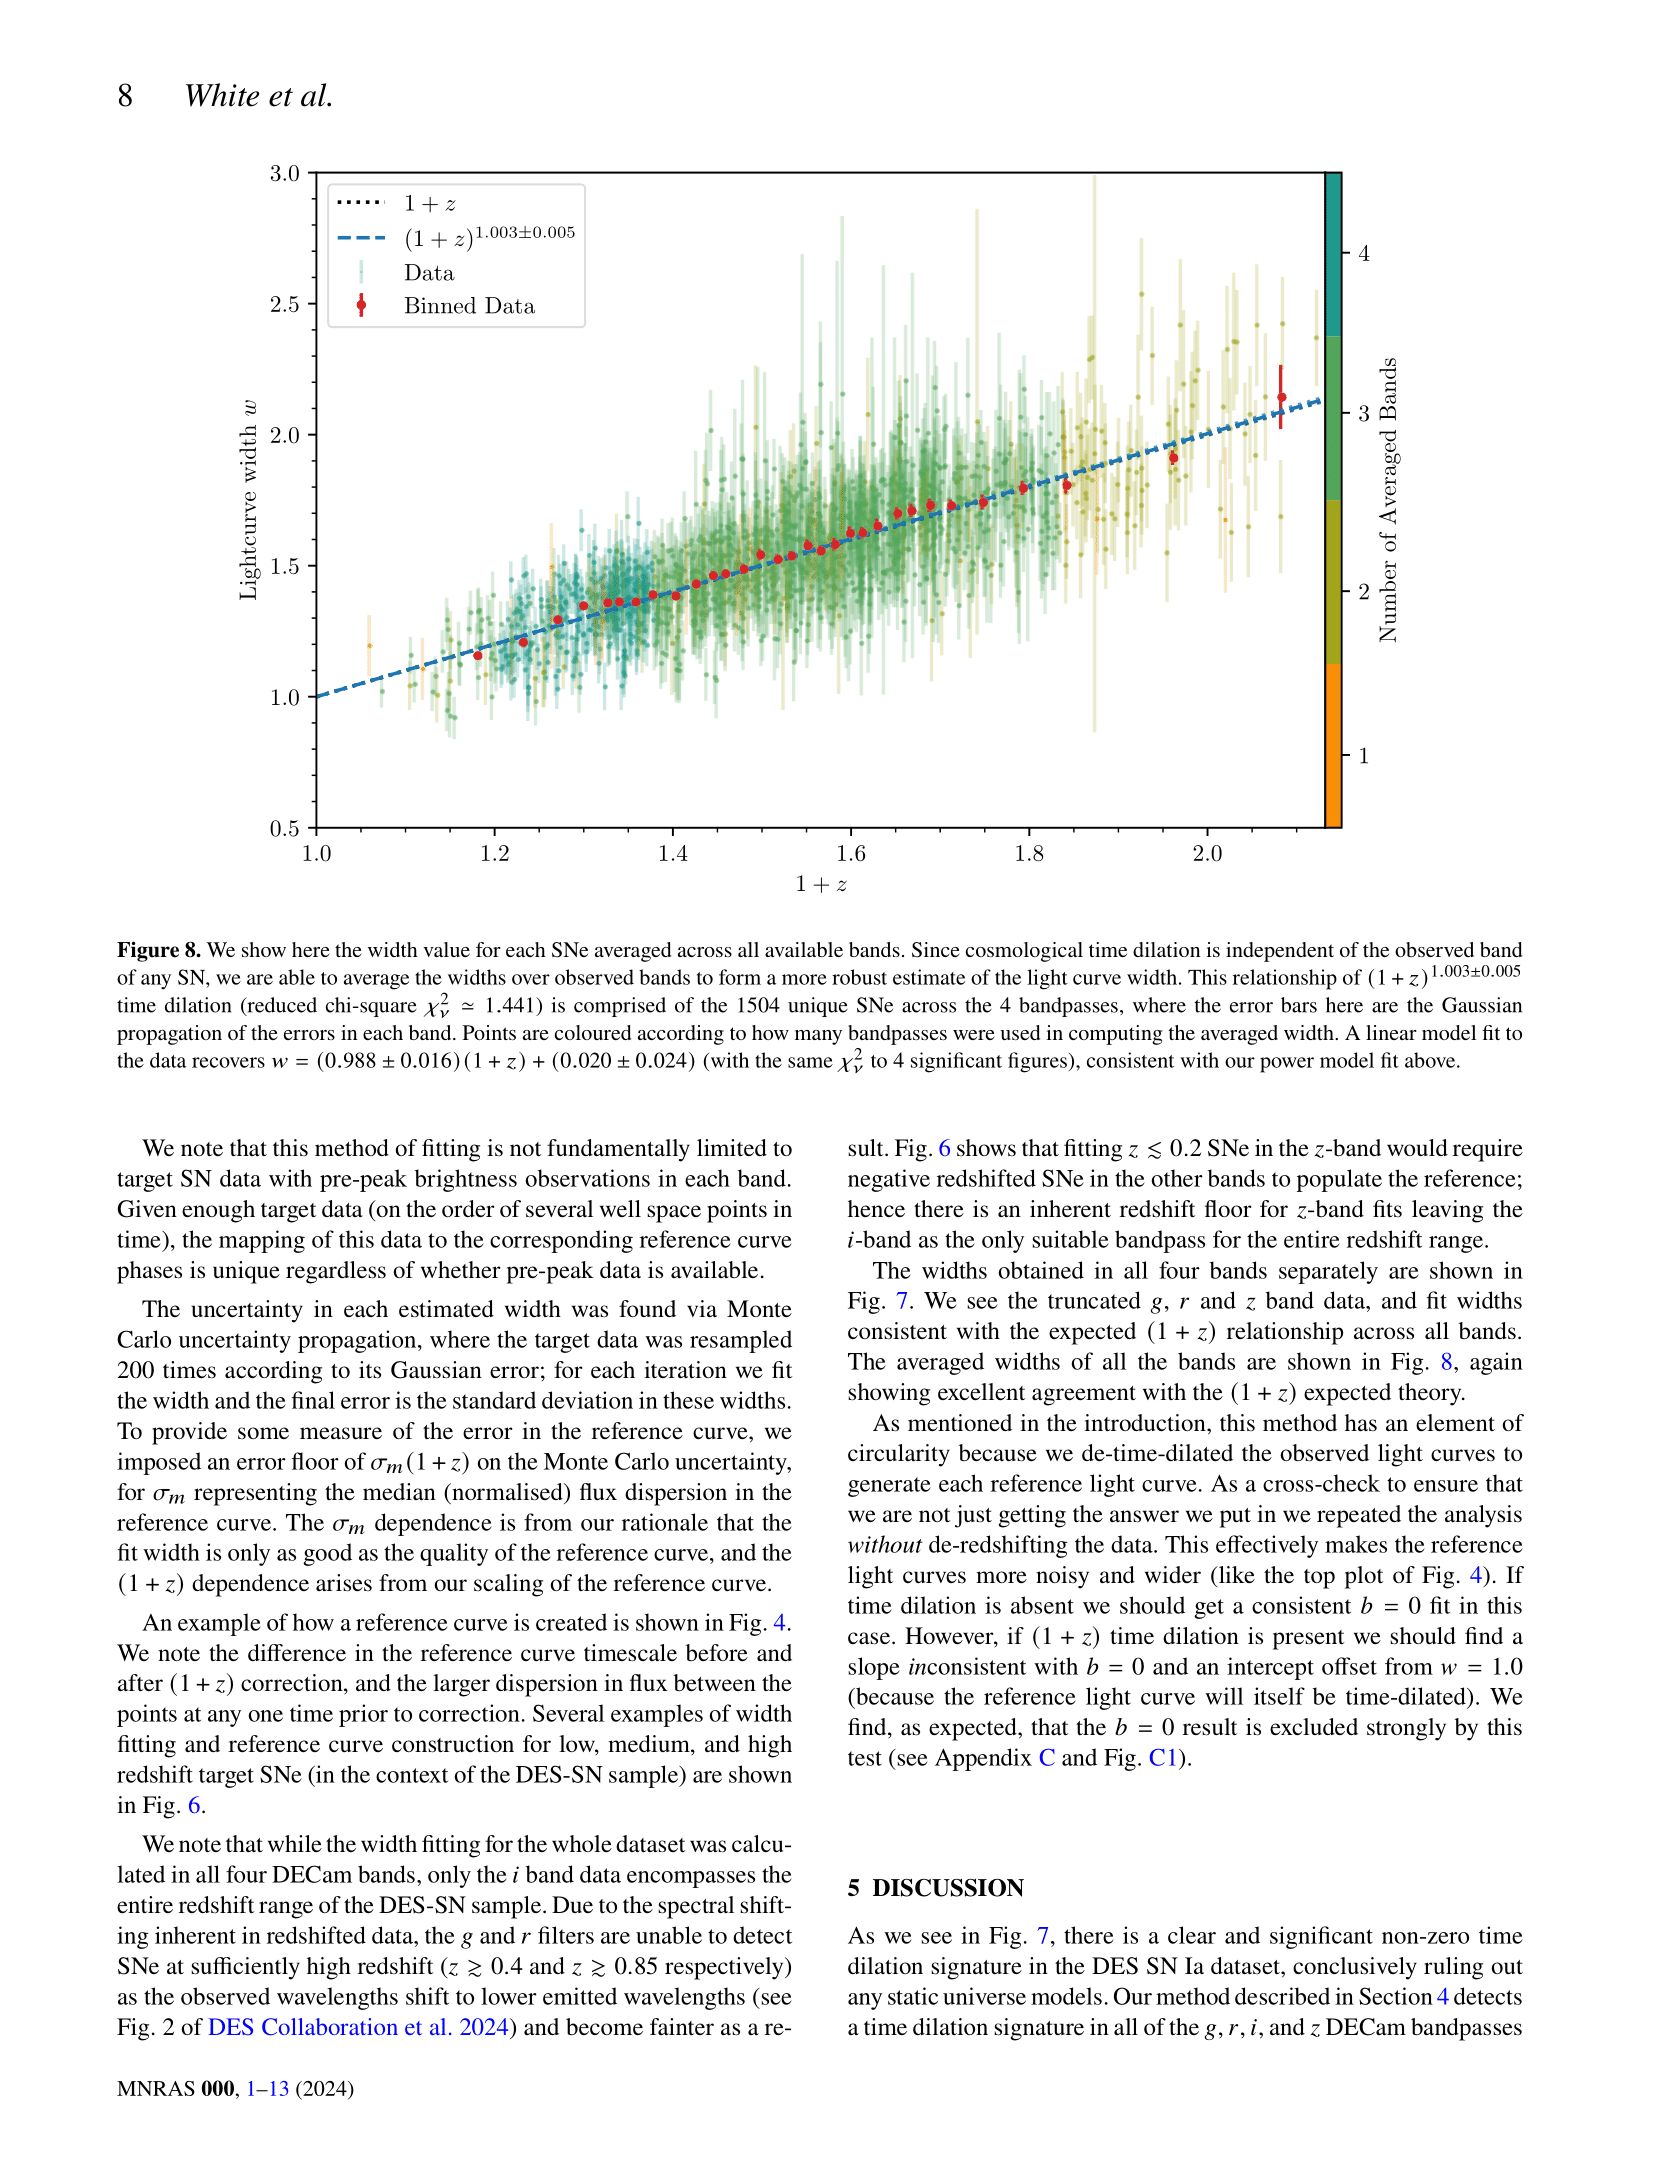 8 White et al.
3.0
2.5
2.0
1.5
1.0
0.5
Lightcurve width w
1 + z
(1 + z)^1.003±0.005
Data
Binned Data
1.0 1.2 1.4 1.6 1.8 2.0
1 + z
4
3
2
1
Number of Averaged Bands
Figure 8. We show here the width value for each SNe averaged across all available bands. Since cosmological time dilation is independent of the observed band
of any SN, we are able to average the widths over observed bands to form a more robust estimate of the light curve width. This relationship of (1 + z)^1.003±0.005
time dilation (reduced chi-square χ²ν ≃ 1.441) is comprised of the 1504 unique SNe across the 4 bandpasses, where the error bars here are the Gaussian
propagation of the errors in each band. Points are coloured according to how many bandpasses were used in computing the averaged width. A linear model fit to
the data recovers w = (0.988 ± 0.016)(1 + z) + (0.020 ± 0.024) (with the same χ²ν to 4 significant figures), consistent with our power model fit above.
We note that this method of fitting is not fundamentally limited to
target SN data with pre-peak brightness observations in each band.
Given enough target data (on the order of several well space points in
time), the mapping of this data to the corresponding reference curve
phases is unique regardless of whether pre-peak data is available.
The uncertainty in each estimated width was found via Monte
Carlo uncertainty propagation, where the target data was resampled
200 times according to its Gaussian error; for each iteration we fit
the width and the final error is the standard deviation in these widths.
To provide some measure of the error in the reference curve, we
imposed an error floor of σm(1 + z) on the Monte Carlo uncertainty,
for σm representing the median (normalised) flux dispersion in the
reference curve. The σm dependence is from our rationale that the
fit width is only as good as the quality of the reference curve, and the
(1 + z) dependence arises from our scaling of the reference curve.
An example of how a reference curve is created is shown in Fig. 4.
We note the difference in the reference curve timescale before and
after (1 + z) correction, and the larger dispersion in flux between the
points at any one time prior to correction. Several examples of width
fitting and reference curve construction for low, medium, and high
redshift target SNe (in the context of the DES-SN sample) are shown
in Fig. 6.
We note that while the width fitting for the whole dataset was calcu-
lated in all four DECam bands, only the i band data encompasses the
entire redshift range of the DES-SN sample. Due to the spectral shift-
ing inherent in redshifted data, the g and r filters are unable to detect
SNe at sufficiently high redshift (z ≳ 0.4 and z ≳ 0.85 respectively)
as the observed wavelengths shift to lower emitted wavelengths (see
Fig. 2 of DES Collaboration et al. 2024) and become fainter as a re-
sult. Fig. 6 shows that fitting z ≲ 0.2 SNe in the z-band would require
negative redshifted SNe in the other bands to populate the reference;
hence there is an inherent redshift floor for z-band fits leaving the
i-band as the only suitable bandpass for the entire redshift range.
The widths obtained in all four bands separately are shown in
Fig. 7. We see the truncated g, r and z band data, and fit widths
consistent with the expected (1 + z) relationship across all bands.
The averaged widths of all the bands are shown in Fig. 8, again
showing excellent agreement with the (1 + z) expected theory.
As mentioned in the introduction, this method has an element of
circularity because we de-time-dilated the observed light curves to
generate each reference light curve. As a cross-check to ensure that
we are not just getting the answer we put in we repeated the analysis
without de-redshifting the data. This effectively makes the reference
light curves more noisy and wider (like the top plot of Fig. 4). If
time dilation is absent we should get a consistent b = 0 fit in this
case. However, if (1 + z) time dilation is present we should find a
slope inconsistent with b = 0 and an intercept offset from w = 1.0
(because the reference light curve will itself be time-dilated). We
find, as expected, that the b = 0 result is excluded strongly by this
test (see Appendix C and Fig. C1).
5 DISCUSSION
As we see in Fig. 7, there is a clear and significant non-zero time
dilation signature in the DES SN Ia dataset, conclusively ruling out
any static universe models. Our method described in Section 4 detects
a time dilation signature in all of the g, r, i, and z DECam bandpasses
MNRAS 000, 1–13 (2024)